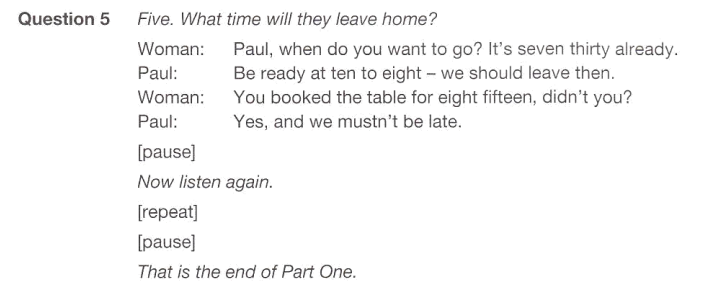 Question 5 Five. What time will they leave home?
Woman: Paul, when do you want to go? It's seven thirty already.
Paul: Be ready at ten to eight – we should leave then.
Woman: You booked the table for eight fifteen, didn't you?
Paul: Yes, and we mustn't be late.
[pause]
Now listen again.
[repeat]
[pause]
That is the end of Part One.